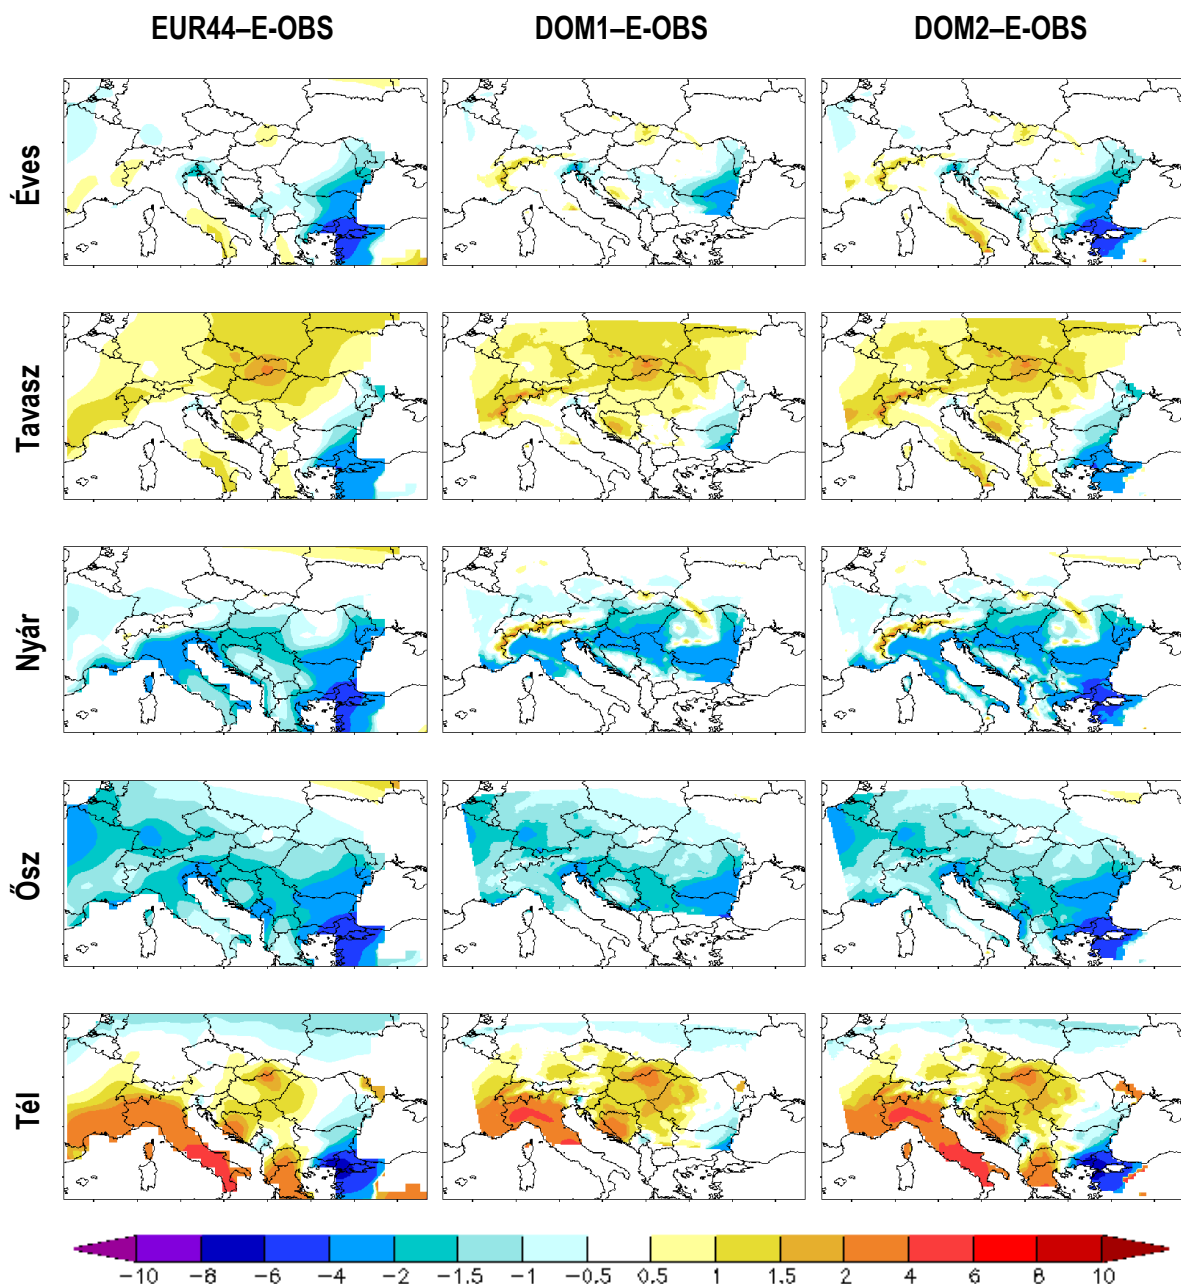 EUR44–E-OBS DOM1–E-OBS DOM2–E-OBS
Éves
Tavasz
Nyár
Ősz
Tél
−10 −8 −6 −4 −2 −1.5 −1 −0.5 0.5 1 1.5 2 4 6 8 10